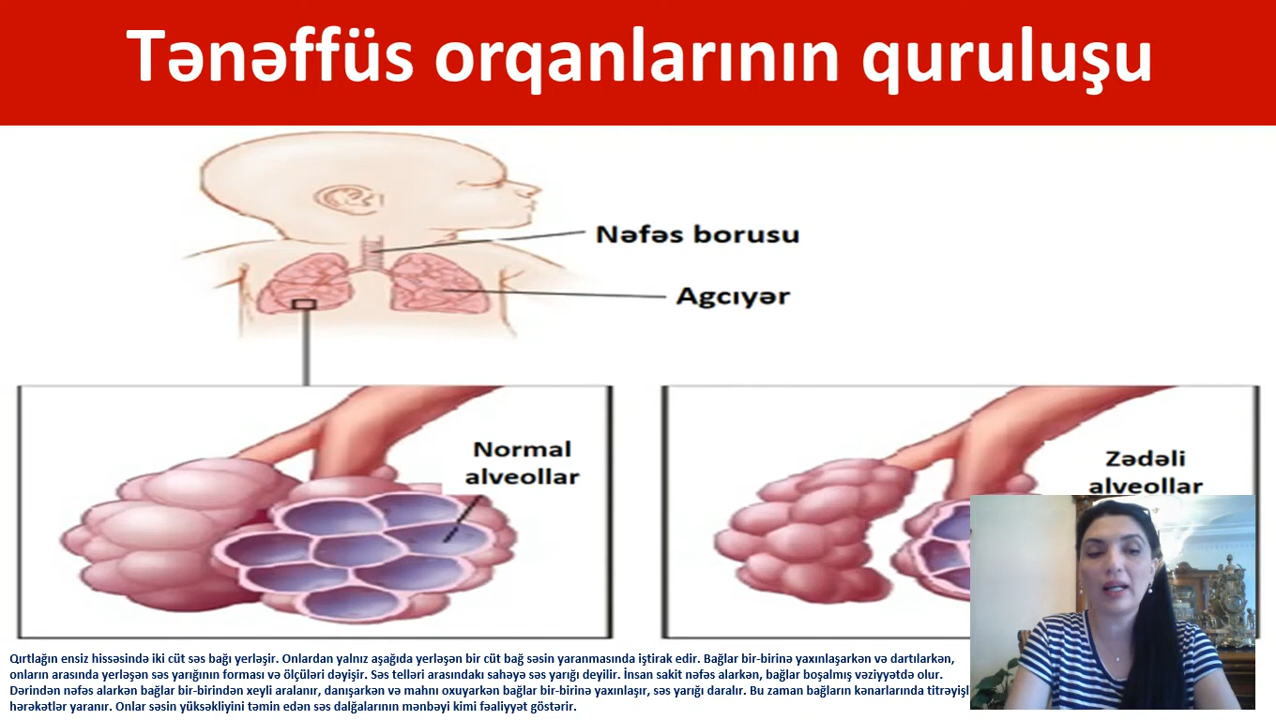 Tənəffüs orqanlarının quruluşu
Nəfəs borusu
Agcıyər
Normal
alveollar
Zədəli
alveollar
Qırtlağın ensiz hissəsində iki cüt səs bağı yerləşir. Onlardan yalnız aşağıda yerləşən bir cüt bağ səsin yaranmasında iştirak edir. Bağlar bir-birinə yaxınlaşarkən və dartılarkən,
onların arasında yerləşən səs yarığının forması və ölçüləri dəyişir. Səs telləri arasındakı sahəyə səs yarığı deyilir. İnsan sakit nəfəs alarkən, bağlar boşalmış vəziyyətdə olur.
Dərindən nəfəs alarkən bağlar bir-birindən xeyli aralanır, danışarkən və mahnı oxuyarkən bağlar bir-birinə yaxınlaşır, səs yarığı daralır. Bu zaman bağların kənarlarında
hərəkətlər yaranır. Onlar səsin yüksəkliyini təmin edən səs dalğalarının mənbəyi kimi fəaliyyət göstərir.